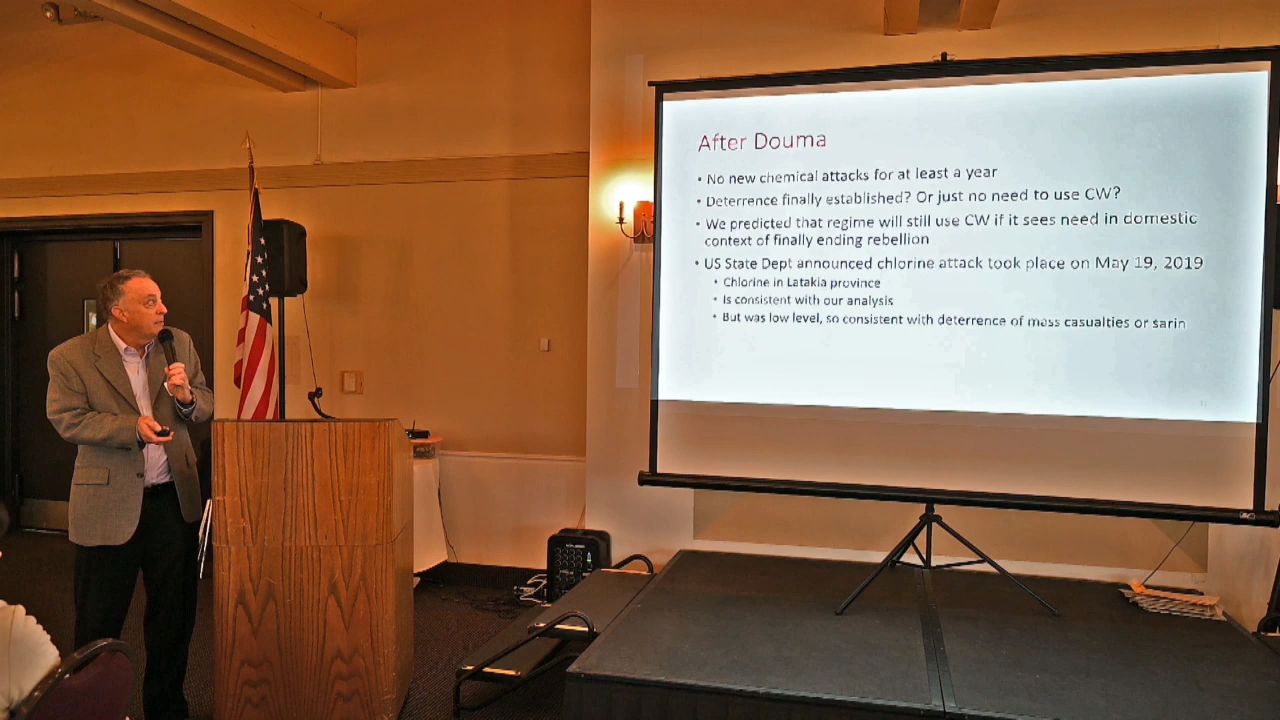 After Douma
• No new chemical attacks for at least a year
• Deterrence finally established? Or just no need to use CW?
• We predicted that regime will still use CW if it sees need in domestic
context of finally ending rebellion
• US State Dept announced chlorine attack took place on May 19, 2019
• Chlorine in Latakia province
• Is consistent with our analysis
• But was low level, so consistent with deterrence of mass casualties or sarin